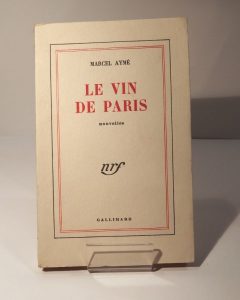 MARCEL AYMÉ
LE VIN
DE PARIS
nouvelles
nrf
GALLIMARD